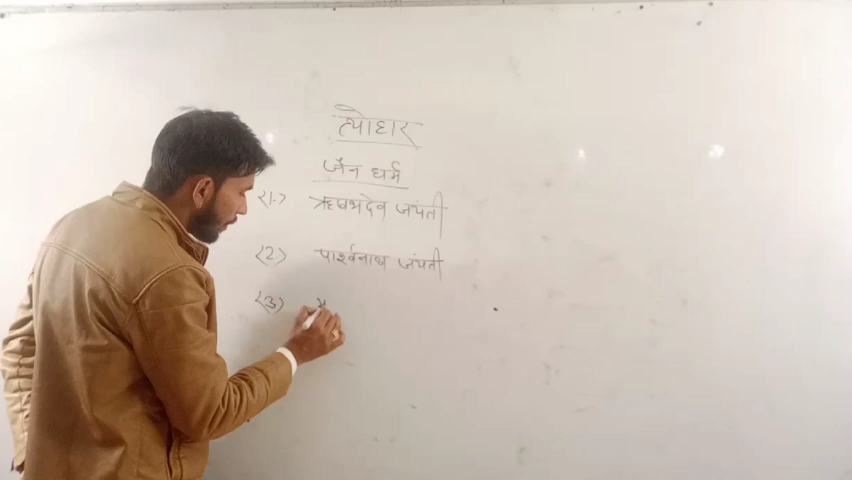 त्योहार
जैन धर्म
(1.) ऋषभदेव जयंती
(2) पार्श्वनाथ जयंती
(3) म